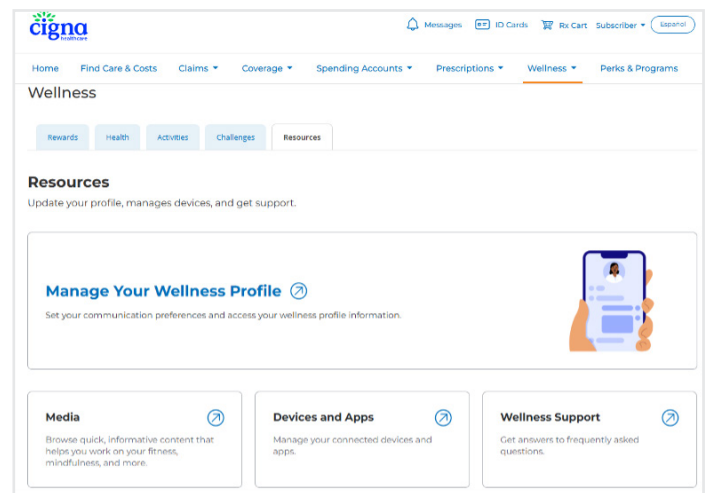 cigna
healthcare
Messages ID Cards Rx Cart Subscriber Español
Home Find Care & Costs Claims Coverage Spending Accounts Prescriptions Wellness Perks & Programs
Wellness
Rewards Health Activities Challenges Resources
Resources
Update your profile, manages devices, and get support.
Manage Your Wellness Profile
Set your communication preferences and access your wellness profile information.
Media
Browse quick, informative content that
helps you work on your fitness,
mindfulness, and more.
Devices and Apps
Manage your connected devices and
apps.
Wellness Support
Get answers to frequently asked
questions.